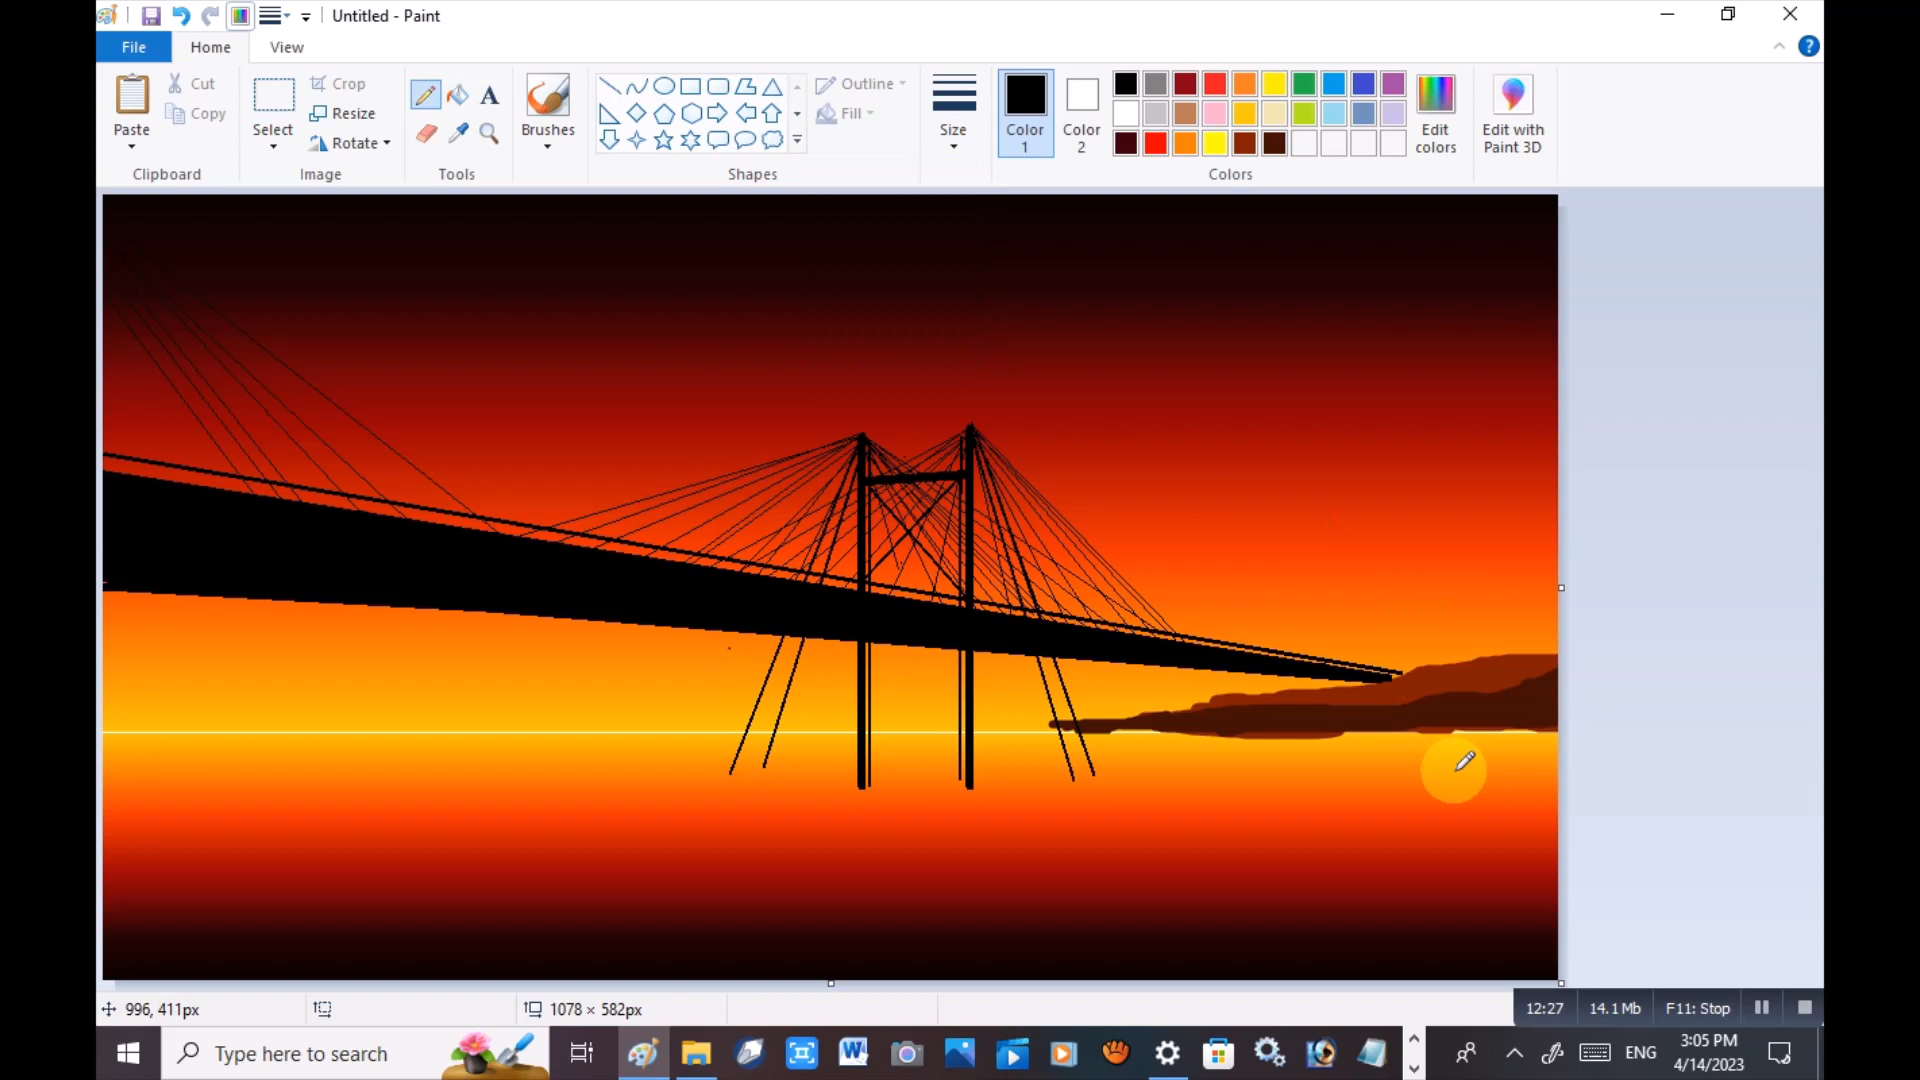 Untitled - Paint
File Home View
Paste
Cut
Copy
Clipboard
Select
Crop
Resize
Rotate
Image
Tools
Brushes
Outline
Fill
Shapes
Size
Color 1
Color 2
Edit colors
Colors
Edit with Paint 3D
996, 411px
1078 × 582px
12:27 14.1 Mb F11: Stop
Type here to search
ENG
3:05 PM
4/14/2023